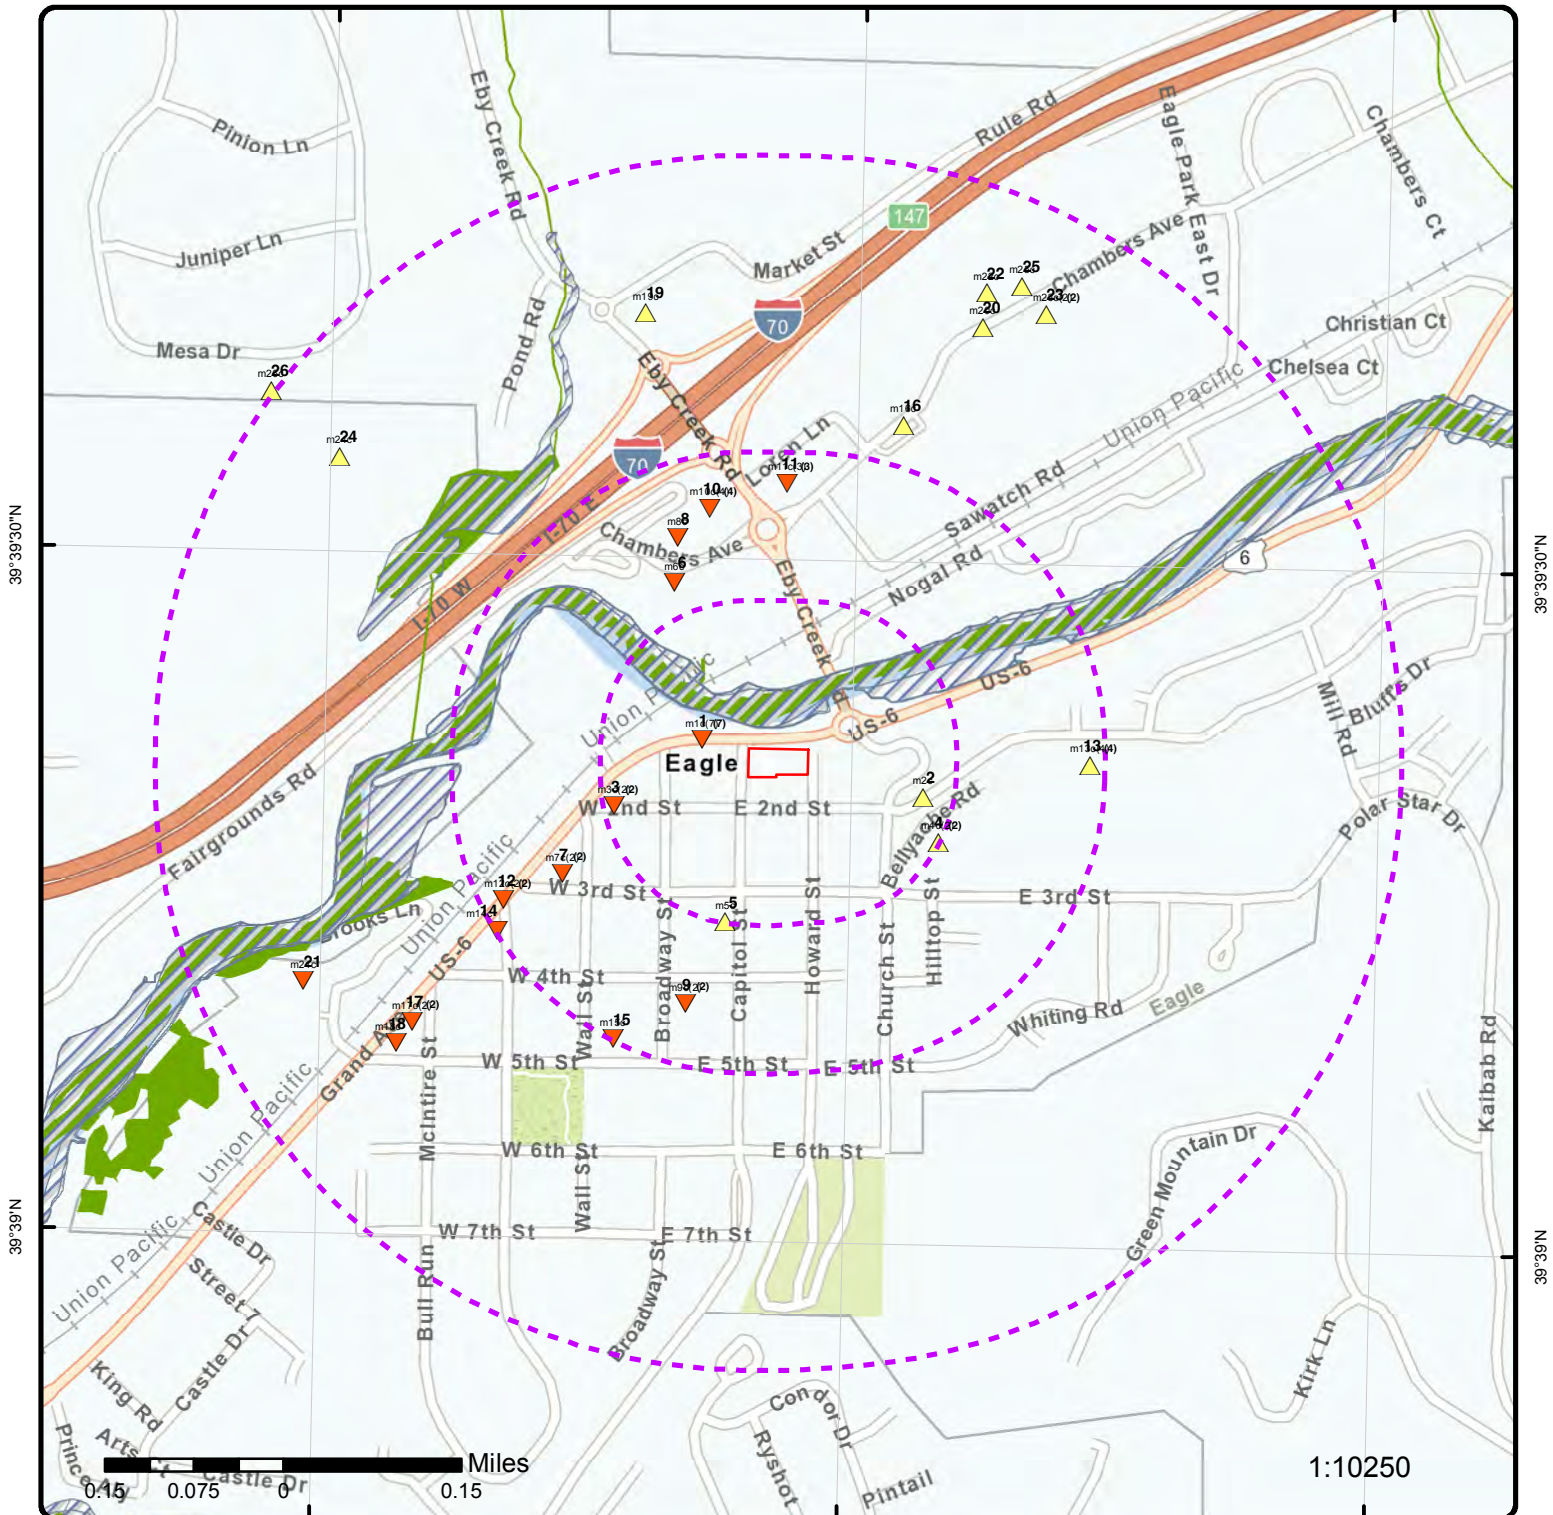 Rule Rd
Eby Creek Rd
Eagle Park East Dr
Chambers Ct
Pinion Ln
147
Juniper Ln
Market St
Chambers Ave
19
22
25
23
20
70
Pond Rd
Christian Ct
Mesa Dr
Chelsea Ct
26
Eby Creek Rd
Union Pacific
16
24
Loren Ln
70
11
10
Sawatch Rd
8
I-70 E
Chambers Ave
39°39'30"N
39°39'30"N
6
6
Nogal Rd
Eby Creek Rd
I-70 W
Union Pacific
US-6
Mill Rd
Bluff's Dr
1
US-6
Eagle
13
2
3
W 2nd St
E 2nd St
Fairgrounds Rd
Bellyache Rd
Polar Star Dr
4
Union Pacific
7
12
W 3rd St
E 3rd St
5
14
Brooks Ln
Union Pacific
US-6
Broadway St
Capitol St
Howard St
Church St
Hilltop St
21
W 4th St
9
17
18
15
Wall St
Whiting Rd
Eagle
Grand Ave
W 5th St
E 5th St
E 5th St
Kaibab Rd
Union Pacific
McIntire St
W 6th St
E 6th St
Green Mountain Dr
Wall St
39°39'N
39°39'N
Castle Dr
W 7th St
E 7th St
Union Pacific
Street 7
Bull Run
Broadway St
Castle Dr
Kirk Ln
King Rd
Condor Dr
Prince Aly
Arts Ct
Castle Dr
Ryshot
Pintail
Miles
0.15
0.075
0
0.15
1:10250